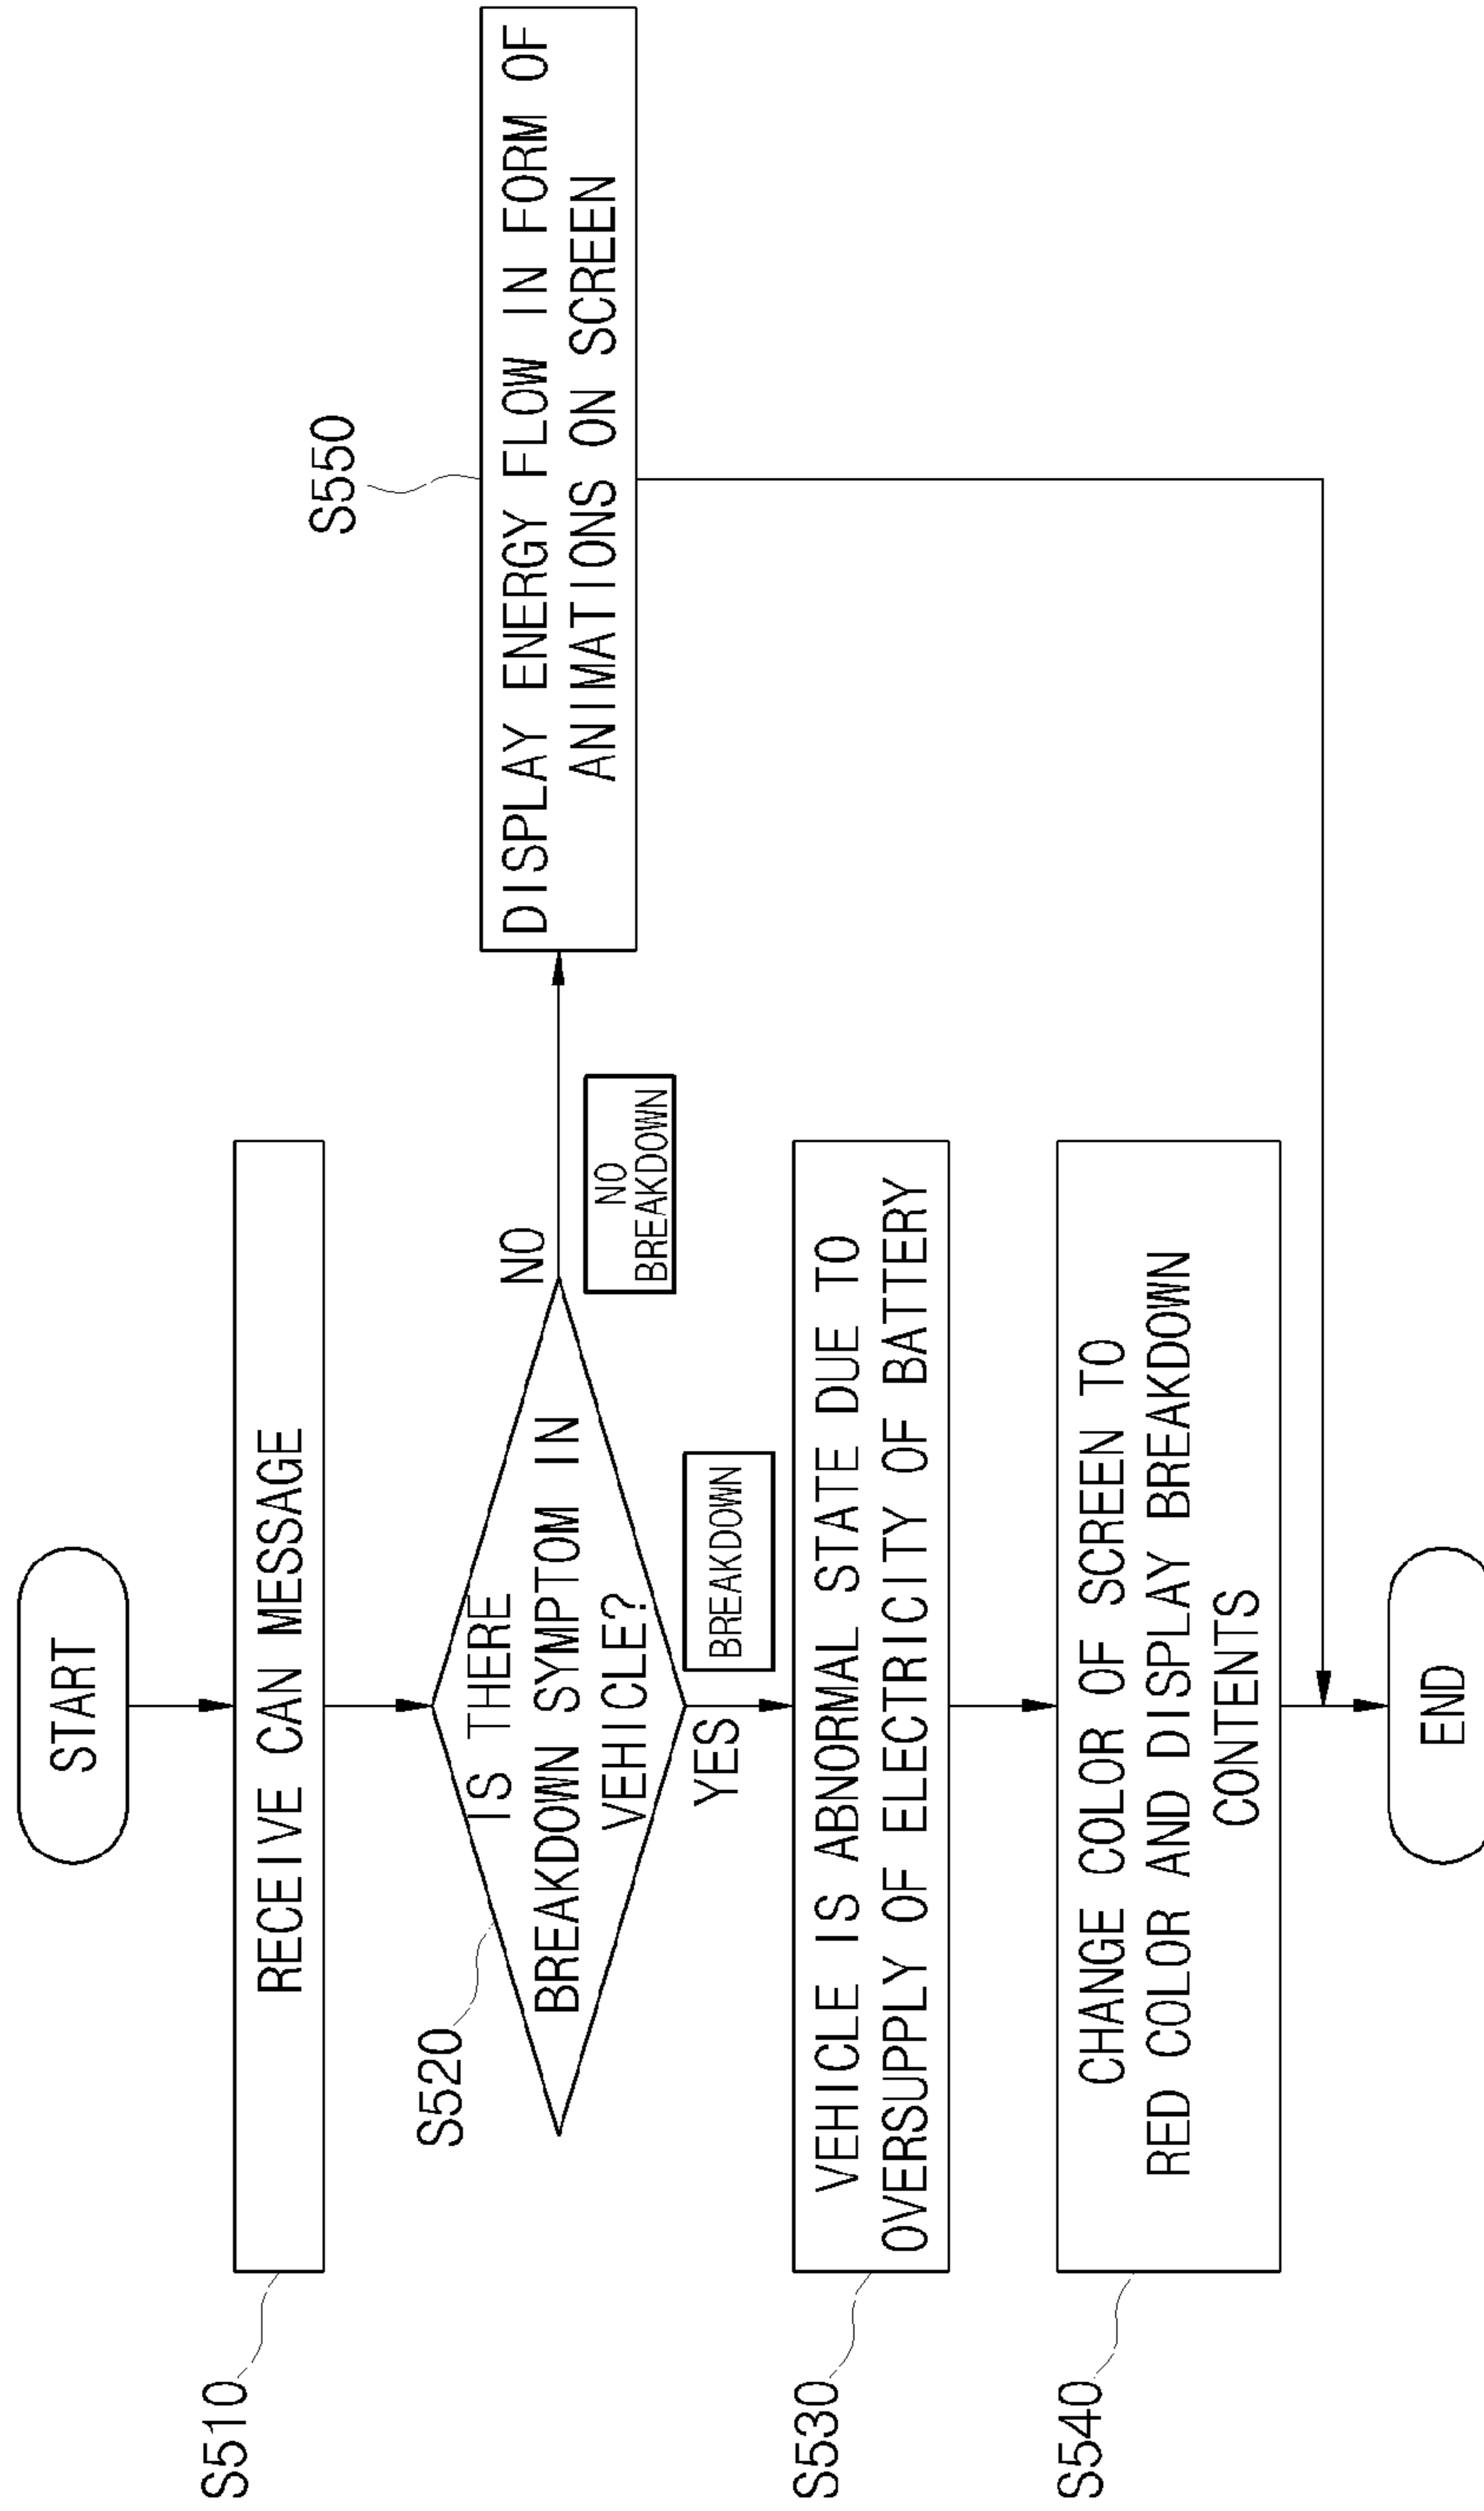 START
S510
RECEIVE CAN MESSAGE
S520
IS THERE
BREAKDOWN SYMPTOM IN
VEHICLE?
NO
NO
BREAKDOWN
S550
DISPLAY ENERGY FLOW IN FORM OF
ANIMATIONS ON SCREEN
YES
BREAKDOWN
S530
VEHICLE IS ABNORMAL STATE DUE TO
OVERSUPPLY OF ELECTRICITY OF BATTERY
S540
CHANGE COLOR OF SCREEN TO
RED COLOR AND DISPLAY BREAKDOWN
CONTENTS
END